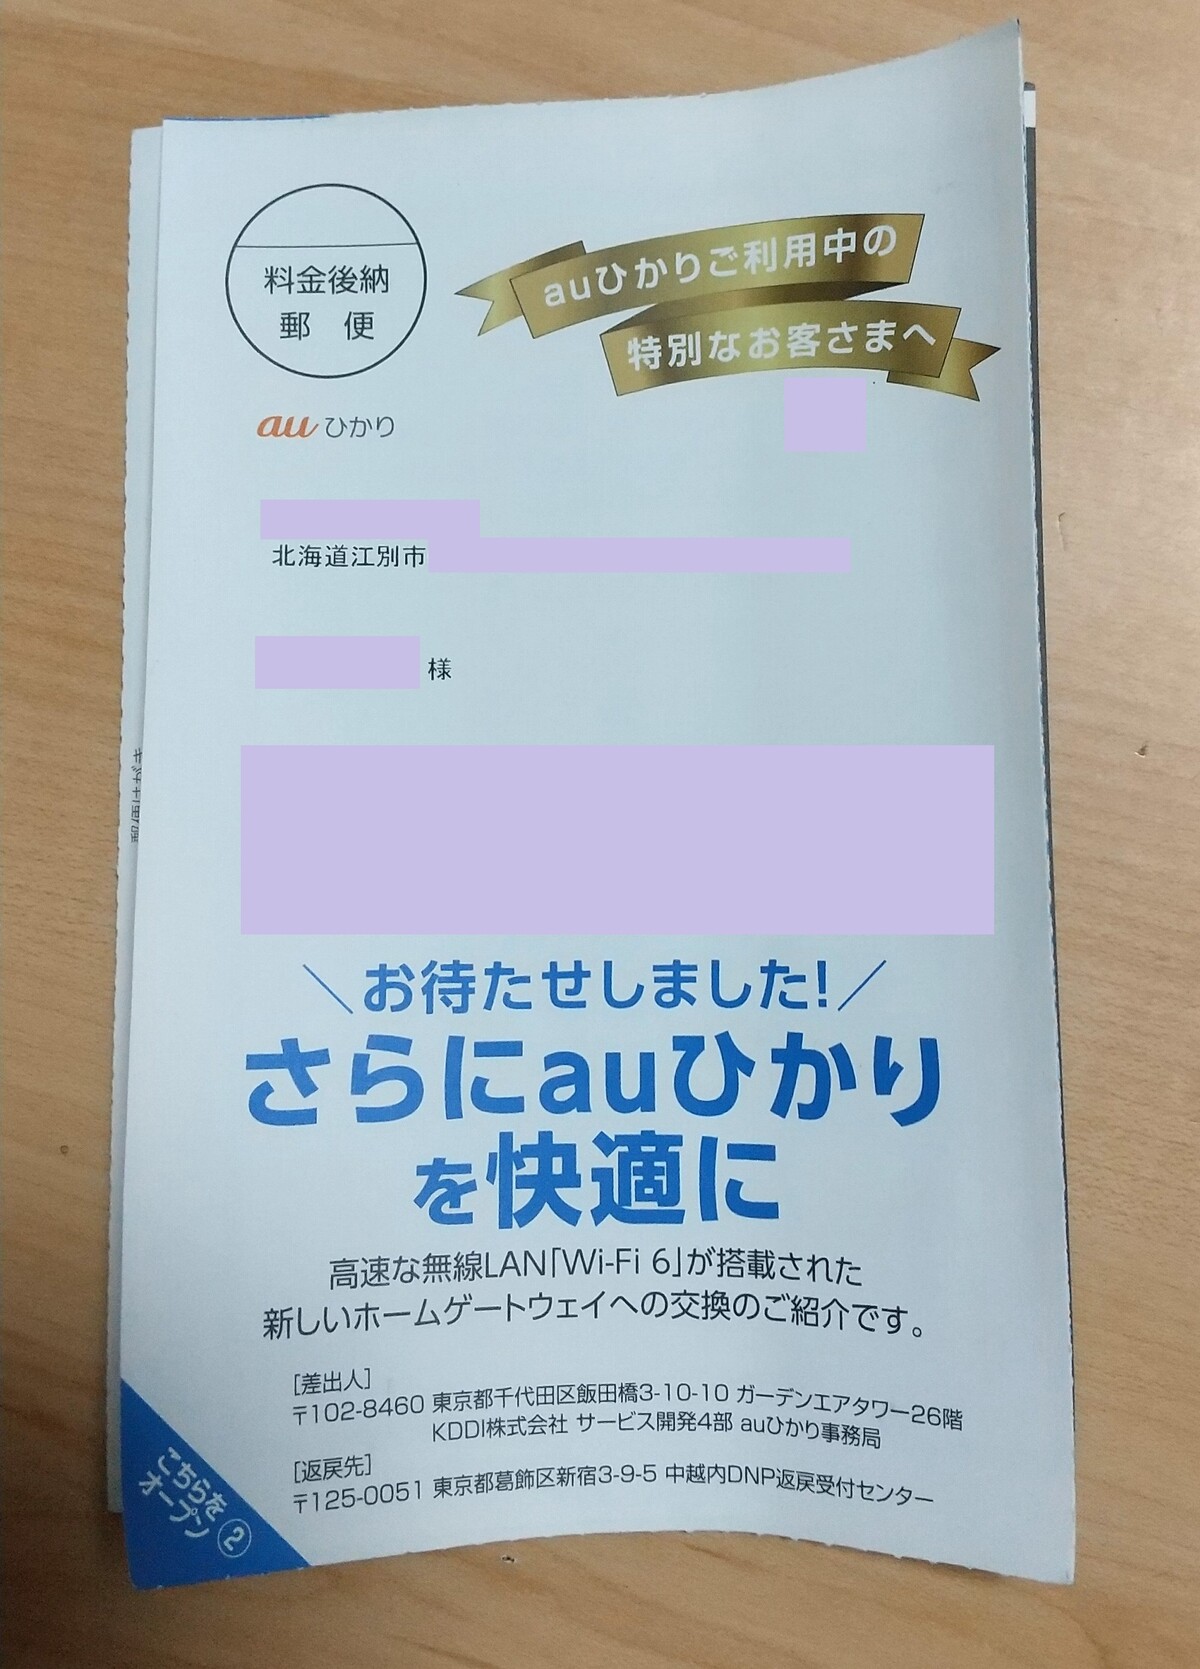 料金後納
郵 便
auひかりご利用中の
特別なお客さまへ
au ひかり
北海道江別市
様
お待たせしました!
さらにauひかり
を快適に
高速な無線LAN「Wi-Fi 6」が搭載された
新しいホームゲートウェイへの交換のご紹介です。
[差出人]
〒102-8460 東京都千代田区飯田橋3-10-10 ガーデンエアタワー26階
KDDI株式会社 サービス開発4部 auひかり事務局
[返戻先]
〒125-0051 東京都葛飾区新宿3-9-5 中越内DNP返戻受付センター
こちらを
オープン ②